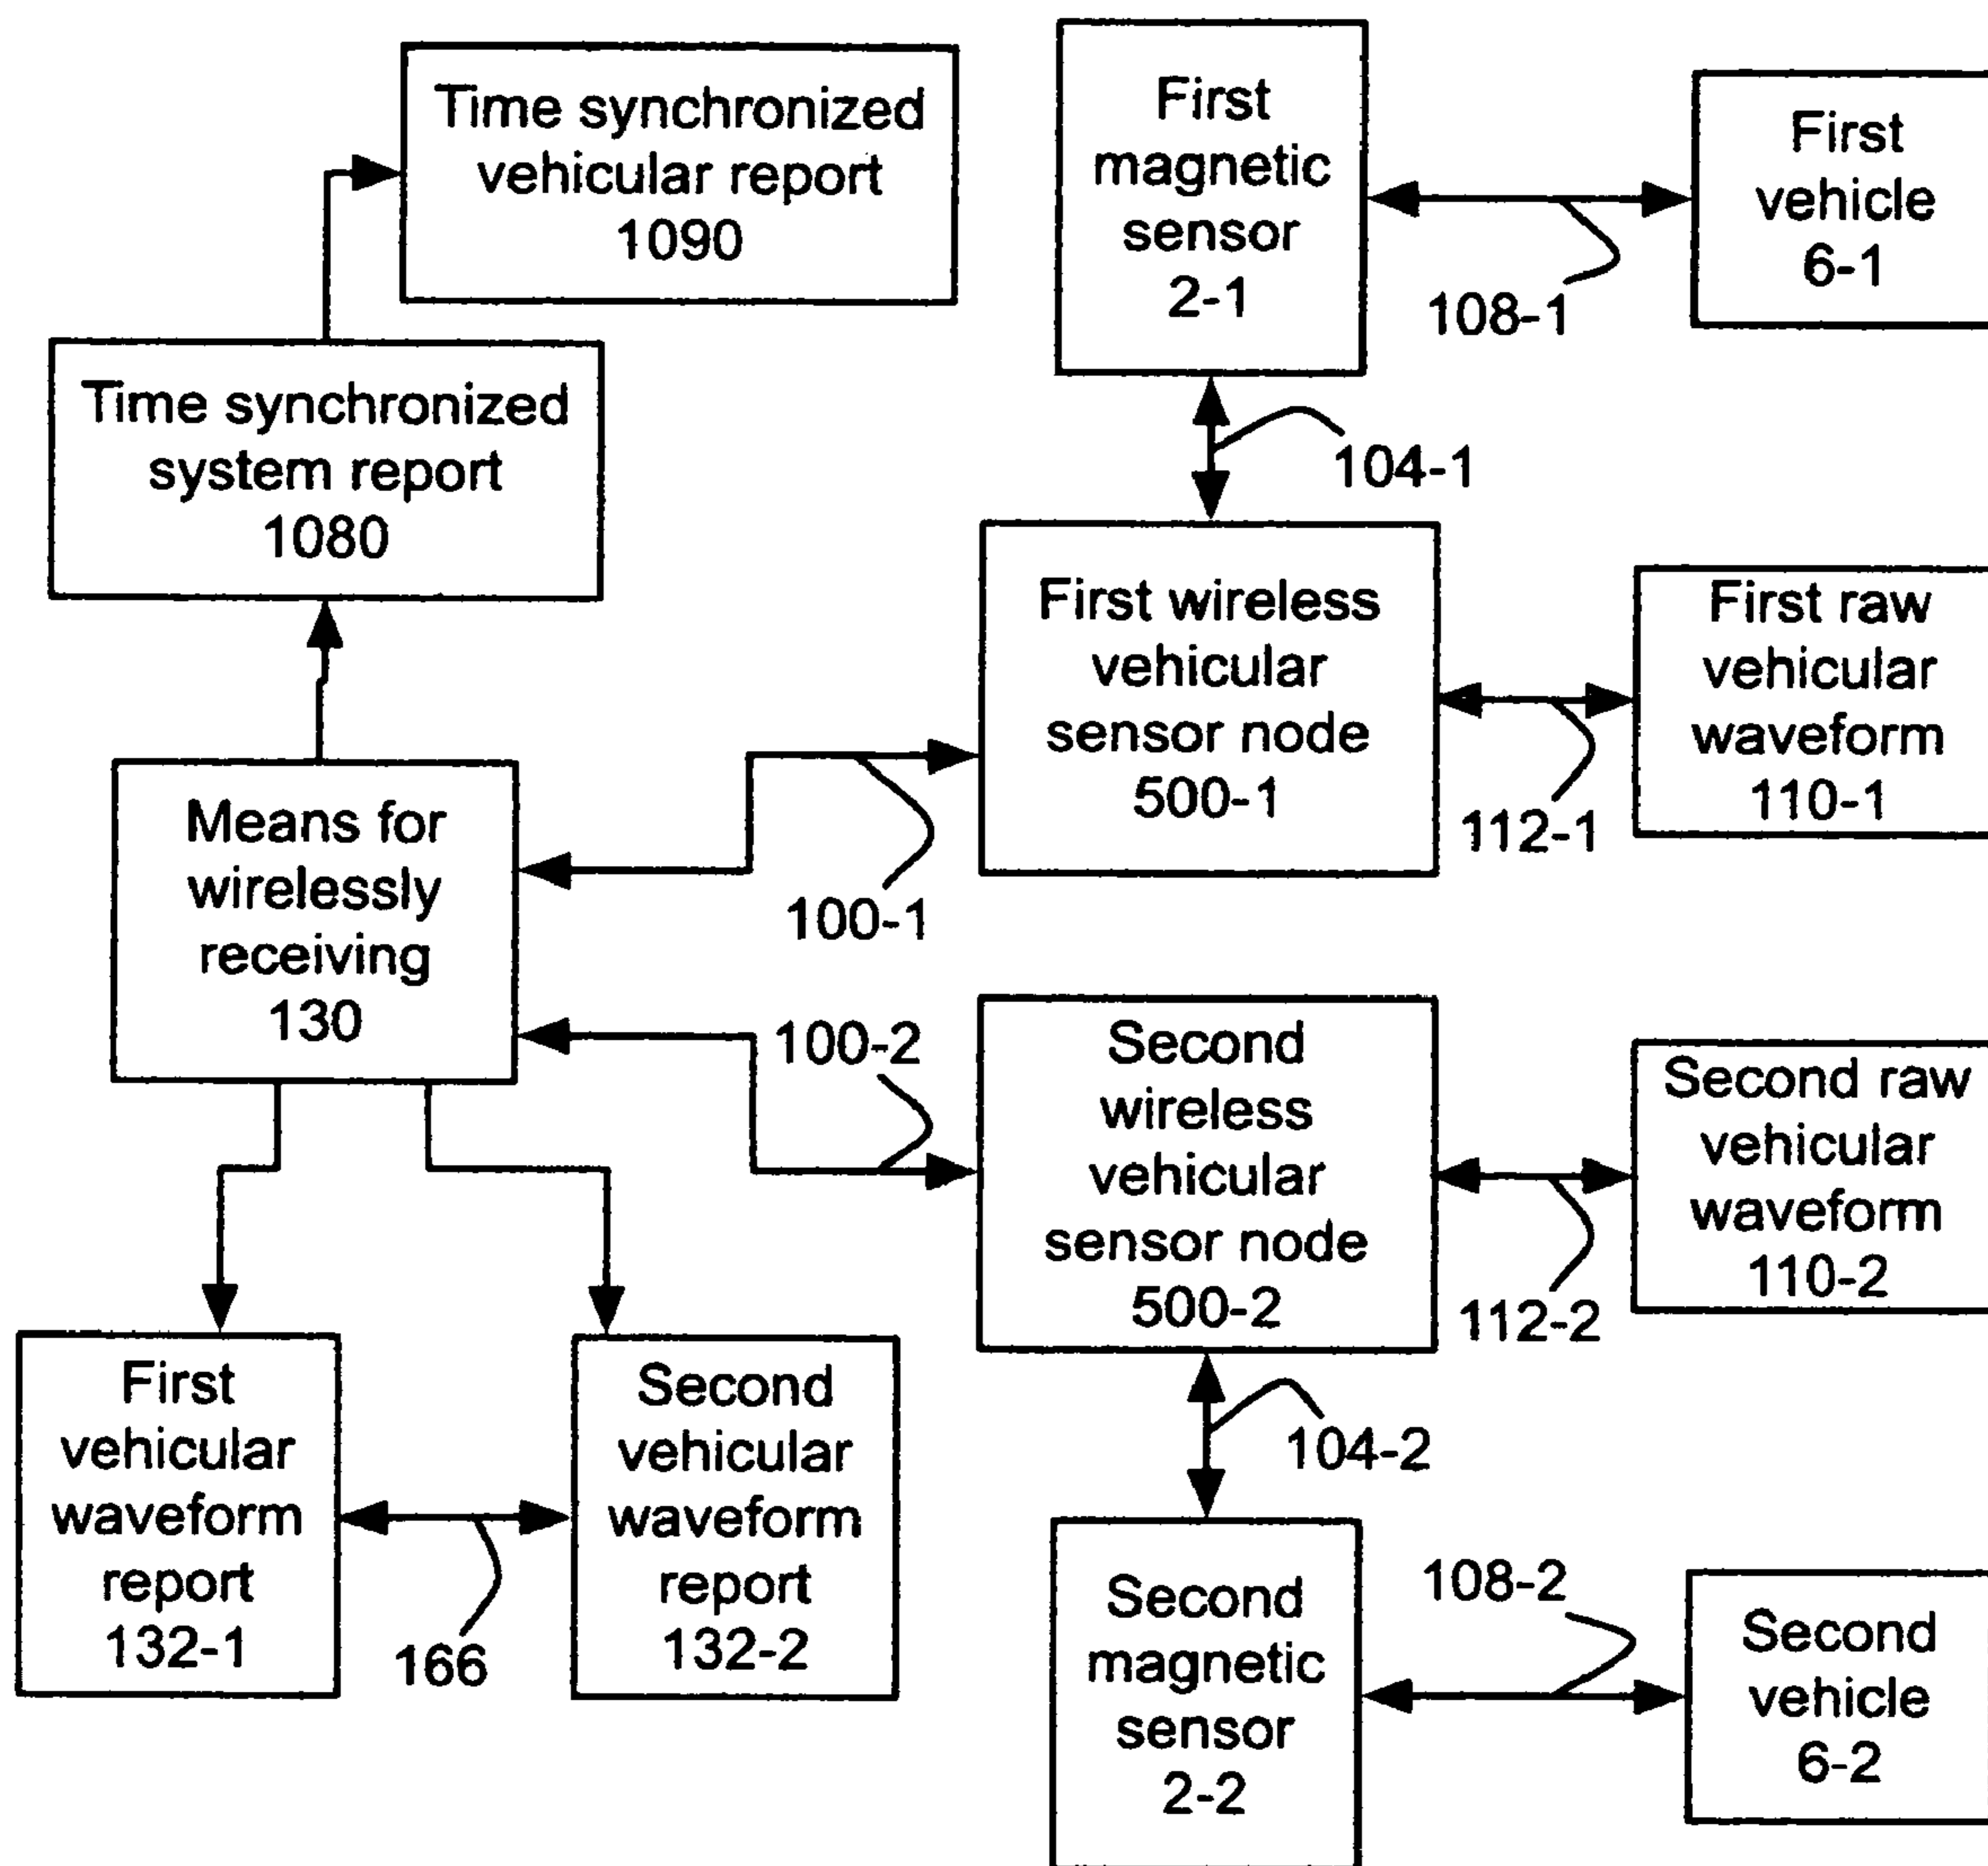 Time synchronized
vehicular report
1090
Time synchronized
system report
1080
Means for
wirelessly
receiving
130
First
vehicular
waveform
report
132-1
166
Second
vehicular
waveform
report
132-2
First
magnetic
sensor
2-1
108-1
First
vehicle
6-1
104-1
First wireless
vehicular
sensor node
500-1
100-1
112-1
First raw
vehicular
waveform
110-1
100-2
Second
wireless
vehicular
sensor node
500-2
112-2
Second raw
vehicular
waveform
110-2
104-2
Second
magnetic
sensor
2-2
108-2
Second
vehicle
6-2